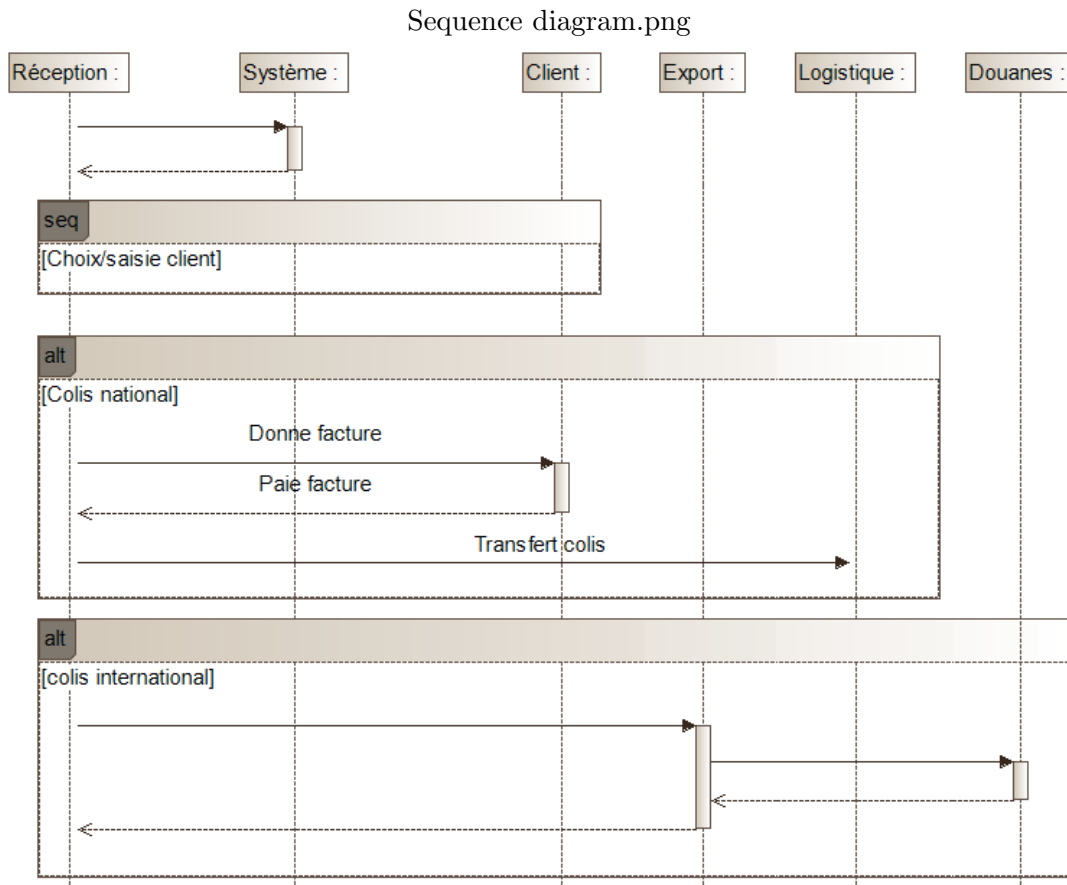 Sequence diagram.png
Réception :
Système :
Client :
Export :
Logistique :
Douanes :
seq
[Choix/saisie client]
alt
[Colis national]
Donne facture
Paie facture
Transfert colis
alt
[colis international]